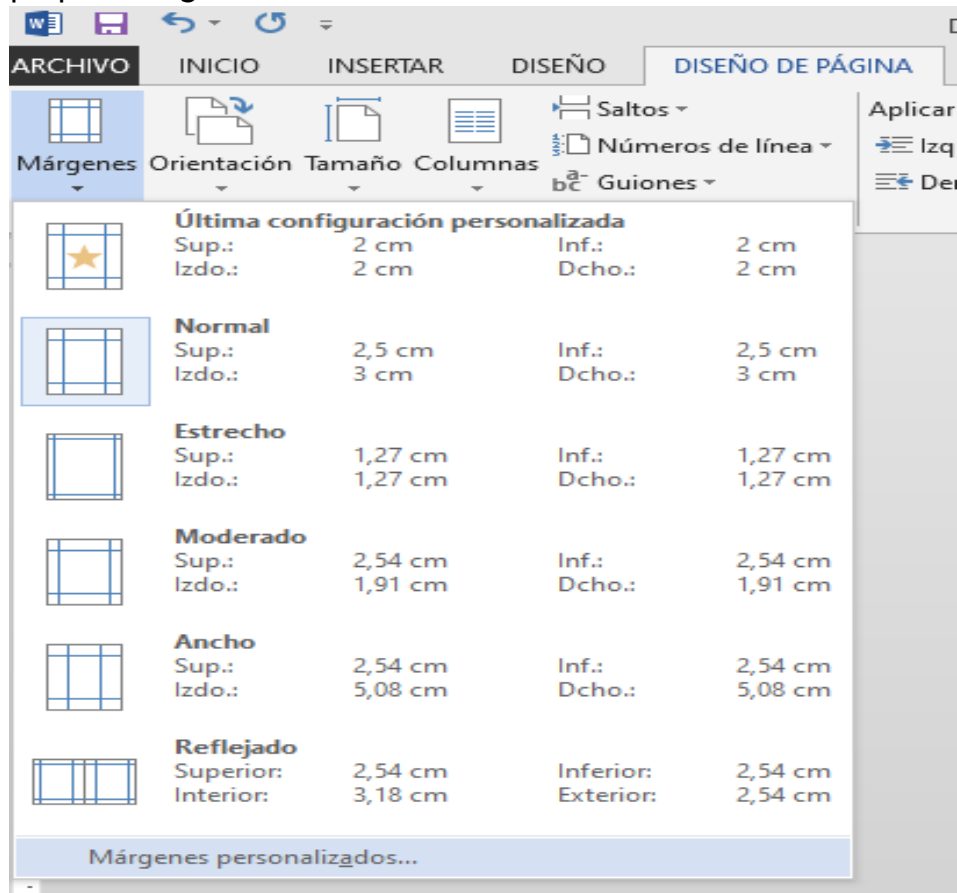 ARCHIVO INICIO INSERTAR DISEÑO DISEÑO DE PÁGINA
Márgenes Orientación Tamaño Columnas
Saltos
Números de línea
Guiones
Aplicar
Última configuración personalizada
Sup.: 2 cm Inf.: 2 cm
Izdo.: 2 cm Dcho.: 2 cm
Normal
Sup.: 2,5 cm Inf.: 2,5 cm
Izdo.: 3 cm Dcho.: 3 cm
Estrecho
Sup.: 1,27 cm Inf.: 1,27 cm
Izdo.: 1,27 cm Dcho.: 1,27 cm
Moderado
Sup.: 2,54 cm Inf.: 2,54 cm
Izdo.: 1,91 cm Dcho.: 1,91 cm
Ancho
Sup.: 2,54 cm Inf.: 2,54 cm
Izdo.: 5,08 cm Dcho.: 5,08 cm
Reflejado
Superior: 2,54 cm Inferior: 2,54 cm
Interior: 3,18 cm Exterior: 2,54 cm
Márgenes personalizados...